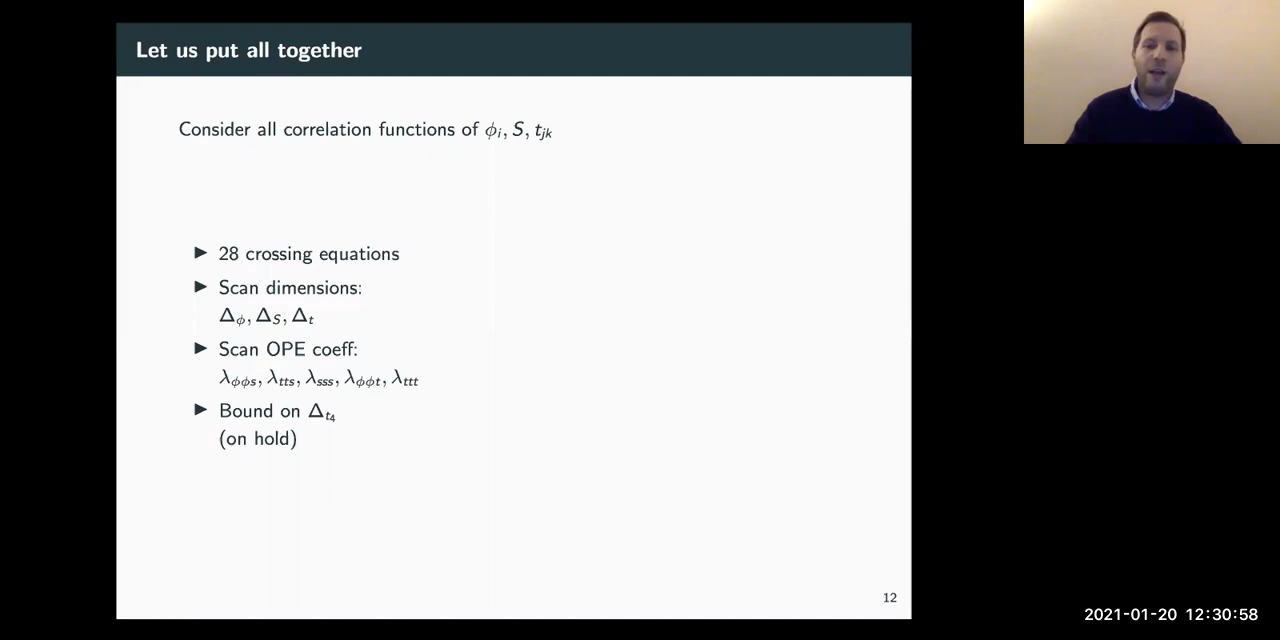 Let us put all together
Consider all correlation functions of ϕᵢ, S, tⱼₖ
▶ 28 crossing equations
▶ Scan dimensions:
Δ_ϕ, Δ_S, Δ_t
▶ Scan OPE coeff:
λ_ϕϕs, λ_tts, λ_sss, λ_ϕϕt, λ_ttt
▶ Bound on Δ_t₄
(on hold)
12
2021-01-20 12:30:58